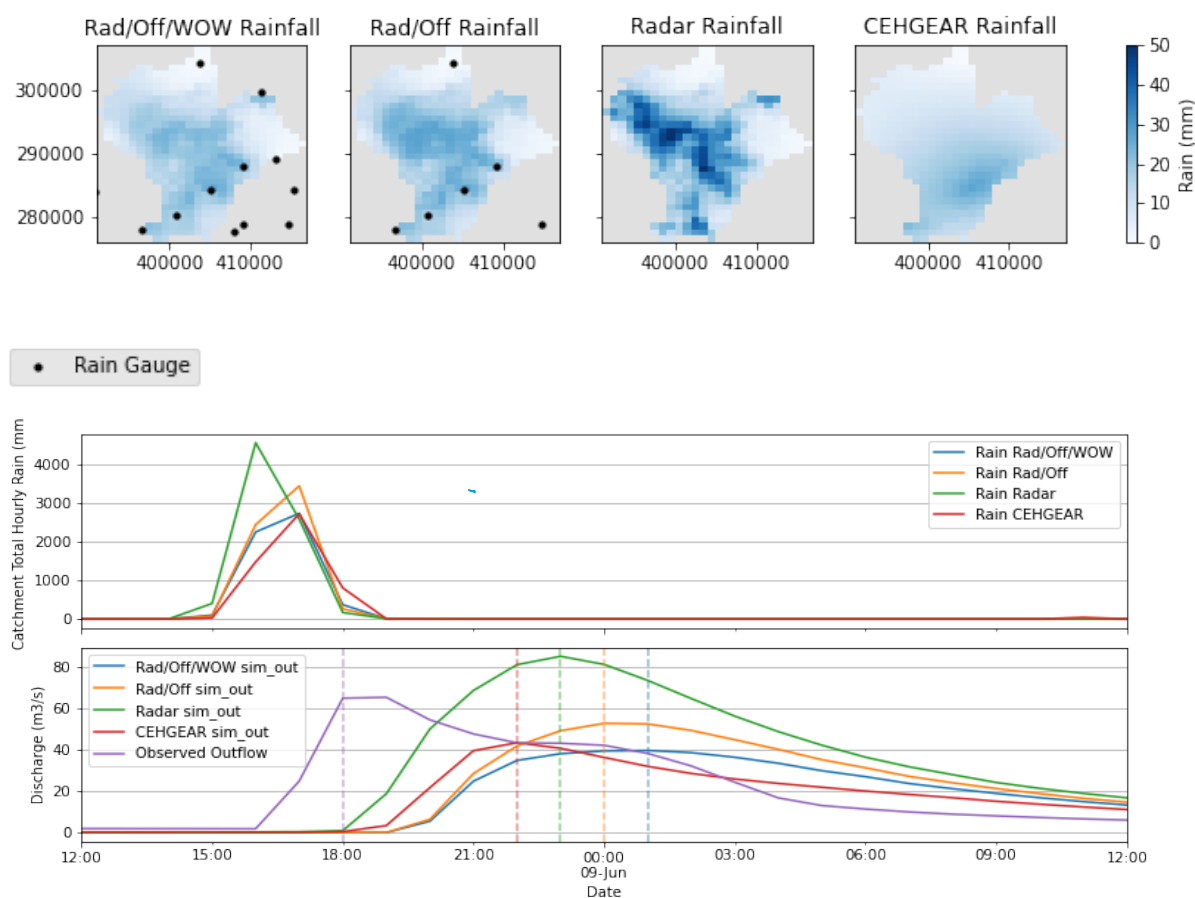 Rad/Off/WOW Rainfall
Rad/Off Rainfall
Radar Rainfall
CEHGEAR Rainfall
300000
290000
280000
400000 410000
400000 410000
400000 410000
400000 410000
50
40
30
20
10
0
Rain (mm)
Rain Gauge
Catchment Total Hourly Rain (mm
4000
3000
2000
1000
0
Rain Rad/Off/WOW
Rain Rad/Off
Rain Radar
Rain CEHGEAR
Discharge (m3/s)
80
60
40
20
0
Rad/Off/WOW sim_out
Rad/Off sim_out
Radar sim_out
CEHGEAR sim_out
Observed Outflow
12:00 15:00 18:00 21:00 00:00 03:00 06:00 09:00 12:00
09-Jun
Date